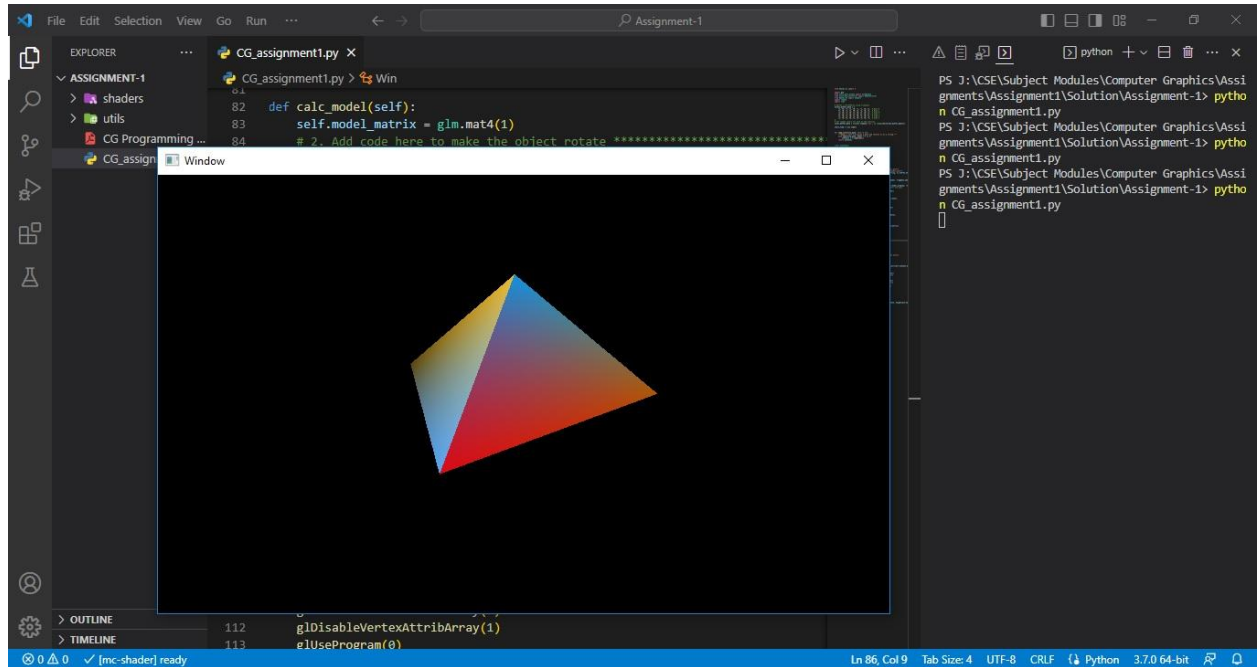 File Edit Selection View Go Run ··· Assignment-1
EXPLORER ···
ASSIGNMENT-1
shaders
utils
CG Programming ...
CG_assign
OUTLINE
TIMELINE
CG_assignment1.py
CG_assignment1.py > Win
81
82 def calc_model(self):
83 self.model_matrix = glm.mat4(1)
84 # 2. Add code here to make the object rotate ******************************
Window
112 glDisableVertexAttribArray(1)
113 glUseProgram(0)
python
PS J:\CSE\Subject Modules\Computer Graphics\Assi
gnments\Assignment1\Solution\Assignment-1> pytho
n CG_assignment1.py
PS J:\CSE\Subject Modules\Computer Graphics\Assi
gnments\Assignment1\Solution\Assignment-1> pytho
n CG_assignment1.py
PS J:\CSE\Subject Modules\Computer Graphics\Assi
gnments\Assignment1\Solution\Assignment-1> pytho
n CG_assignment1.py
0 0 [mc-shader] ready Ln 86, Col 9 Tab Size: 4 UTF-8 CRLF Python 3.7.0 64-bit